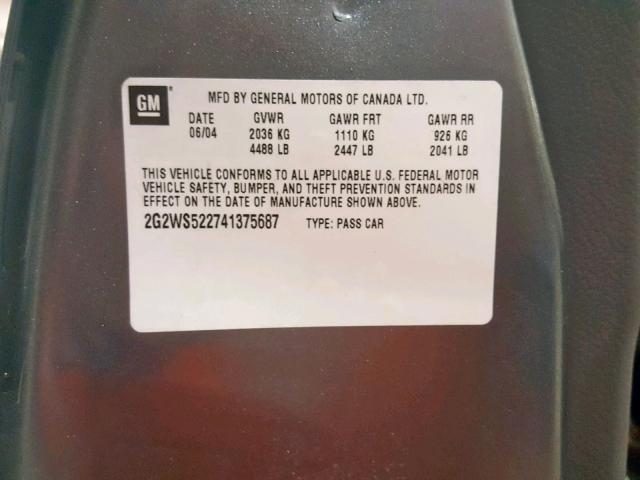 GM MFD BY GENERAL MOTORS OF CANADA LTD.
DATE GVWR GAWR FRT GAWR RR
06/04 2036 KG 1110 KG 926 KG
4488 LB 2447 LB 2041 LB
THIS VEHICLE CONFORMS TO ALL APPLICABLE U.S. FEDERAL MOTOR
VEHICLE SAFETY, BUMPER, AND THEFT PREVENTION STANDARDS IN
EFFECT ON THE DATE OF MANUFACTURE SHOWN ABOVE.
2G2WS522741375687 TYPE: PASS CAR